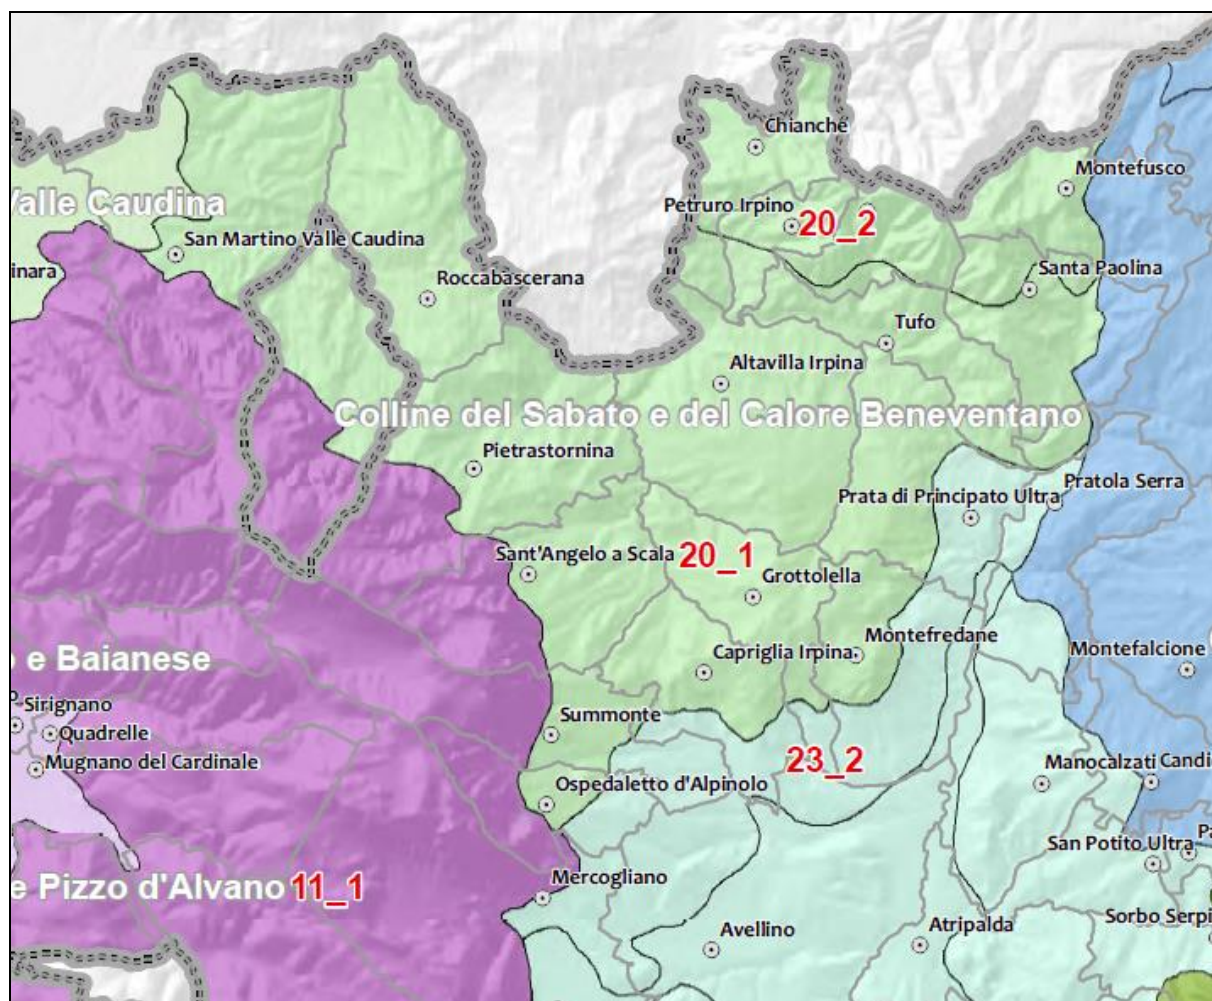 Chianche
Montefusco
Valle Caudina
Petruro Irpino
20_2
San Martino Valle Caudina
inara
Roccabascerana
Santa Paolina
Tufo
Altavilla Irpina
Colline del Sabato e del Calore Beneventano
Pietrastornina
Pratola Serra
Prata di Principato Ultra
Sant'Angelo a Scala
20_1
Grottolella
Montefredane
Capriglia Irpina
Montefalcione
e Baianese
Sirignano
Summonte
Quadrelle
Mugnano del Cardinale
23_2
Manocalzati
Candi
Ospedaletto d'Alpinolo
San Potito Ultra
Pa
Mercogliano
e Pizzo d'Alvano
11_1
Sorbo Serpi
Avellino
Atripalda